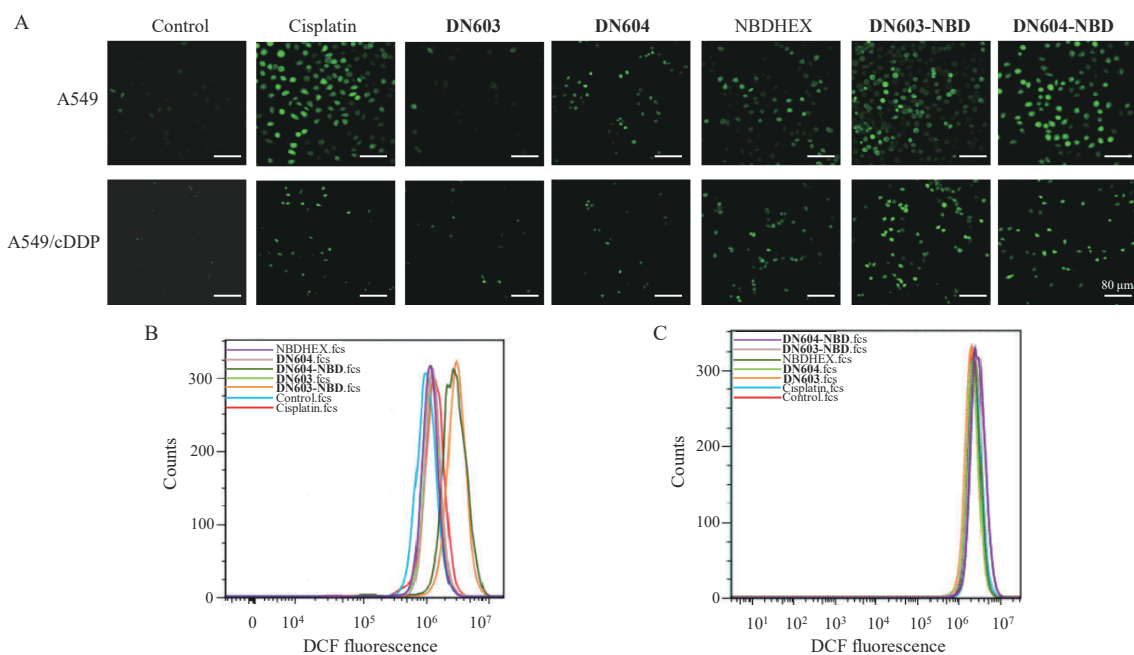 A
Control Cisplatin DN603 DN604 NBDHEX DN603-NBD DN604-NBD
A549
A549/cDDP
80 μm
B
NBDHEX.fcs
DN604.fcs
DN604-NBD.fcs
DN603.fcs
DN603-NBD.fcs
Control.fcs
Cisplatin.fcs
300
200
100
0
Counts
0 10⁴ 10⁵ 10⁶ 10⁷
DCF fluorescence
C
DN604-NBD.fcs
DN603-NBD.fcs
NBDHEX.fcs
DN604.fcs
DN603.fcs
Cisplatin.fcs
Control.fcs
300
200
100
0
Counts
10¹ 10² 10³ 10⁴ 10⁵ 10⁶ 10⁷
DCF fluorescence